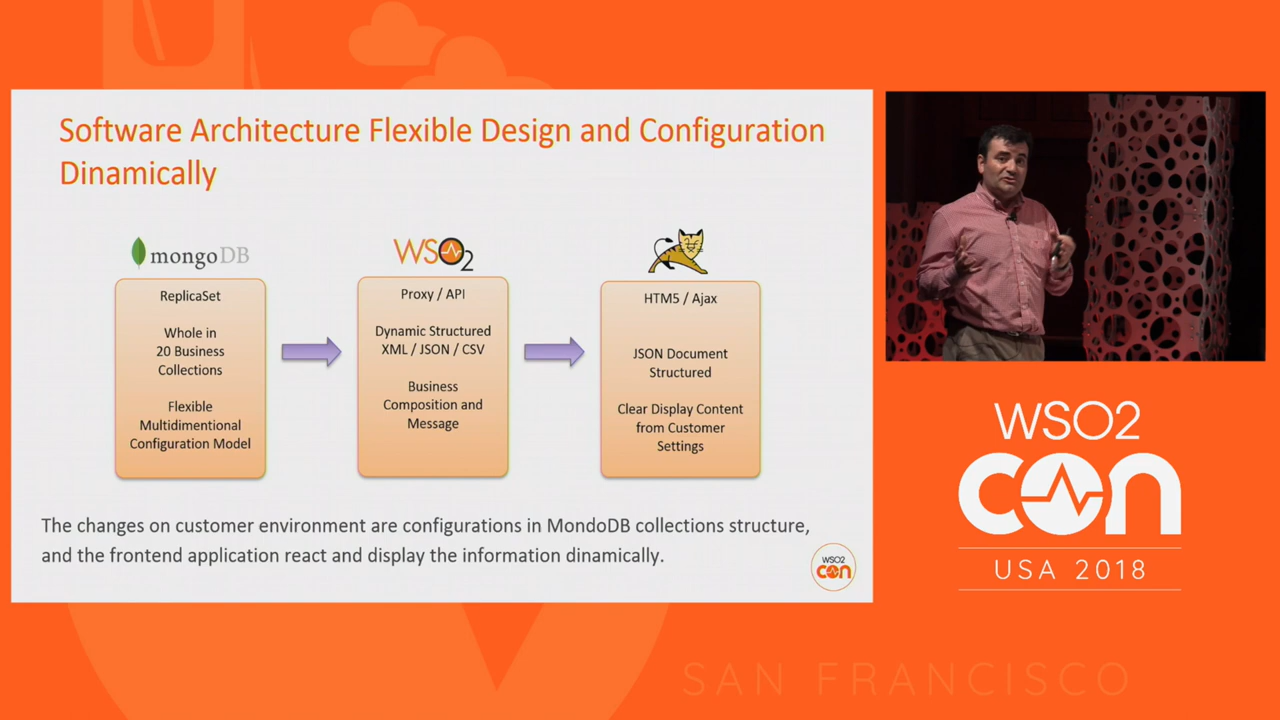 Software Architecture Flexible Design and Configuration
Dinamically
mongoDB
ReplicaSet
Whole in
20 Business
Collections
Flexible
Multidimentional
Configuration Model
WSO2
Proxy / API
Dynamic Structured
XML / JSON / CSV
Business
Composition and
Message
HTM5 / Ajax
JSON Document
Structured
Clear Display Content
from Customer
Settings
The changes on customer environment are configurations in MondoDB collections structure,
and the frontend application react and display the information dinamically.
WSO2
con
WSO2
con
USA 2018
SAN FRANCISCO